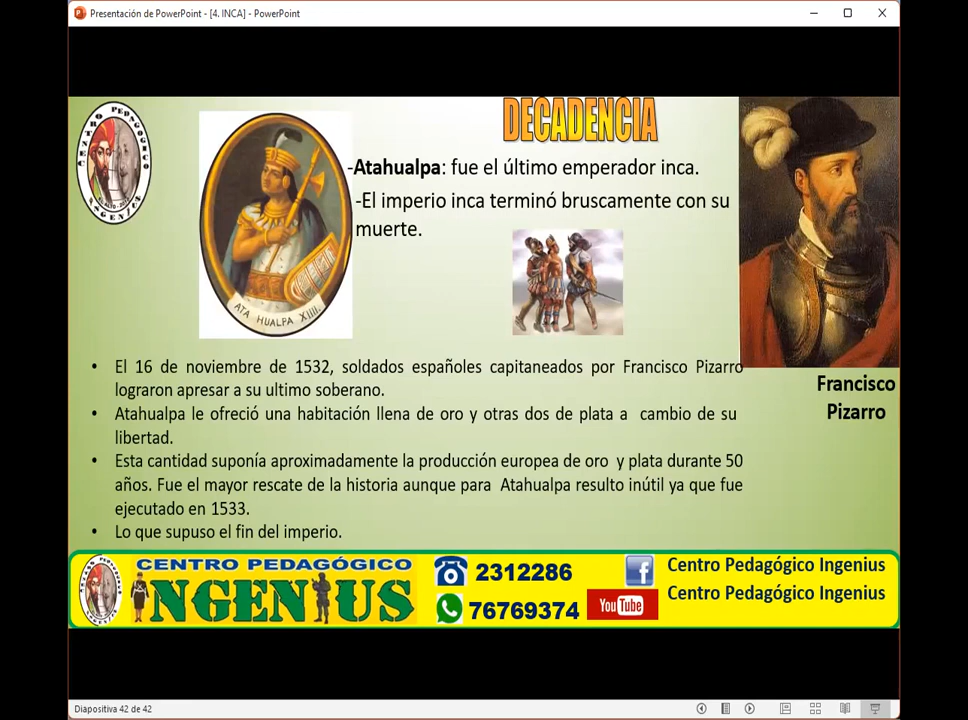 Presentación de PowerPoint - [4. INCA] - PowerPoint
CENTRO PEDAGÓGICO
INGENIUS
DECADENCIA
-Atahualpa: fue el último emperador inca.
-El imperio inca terminó bruscamente con su
muerte.
ATA HUALPA XIIII.
Francisco
Pizarro
• El 16 de noviembre de 1532, soldados españoles capitaneados por Francisco Pizarro
lograron apresar a su ultimo soberano.
• Atahualpa le ofreció una habitación llena de oro y otras dos de plata a cambio de su
libertad.
• Esta cantidad suponía aproximadamente la producción europea de oro y plata durante 50
años. Fue el mayor rescate de la historia aunque para Atahualpa resulto inútil ya que fue
ejecutado en 1533.
• Lo que supuso el fin del imperio.
CENTRO PEDAGÓGICO
INGENIUS
2312286
76769374
f
You Tube
Centro Pedagógico Ingenius
Centro Pedagógico Ingenius
Diapositiva 42 de 42